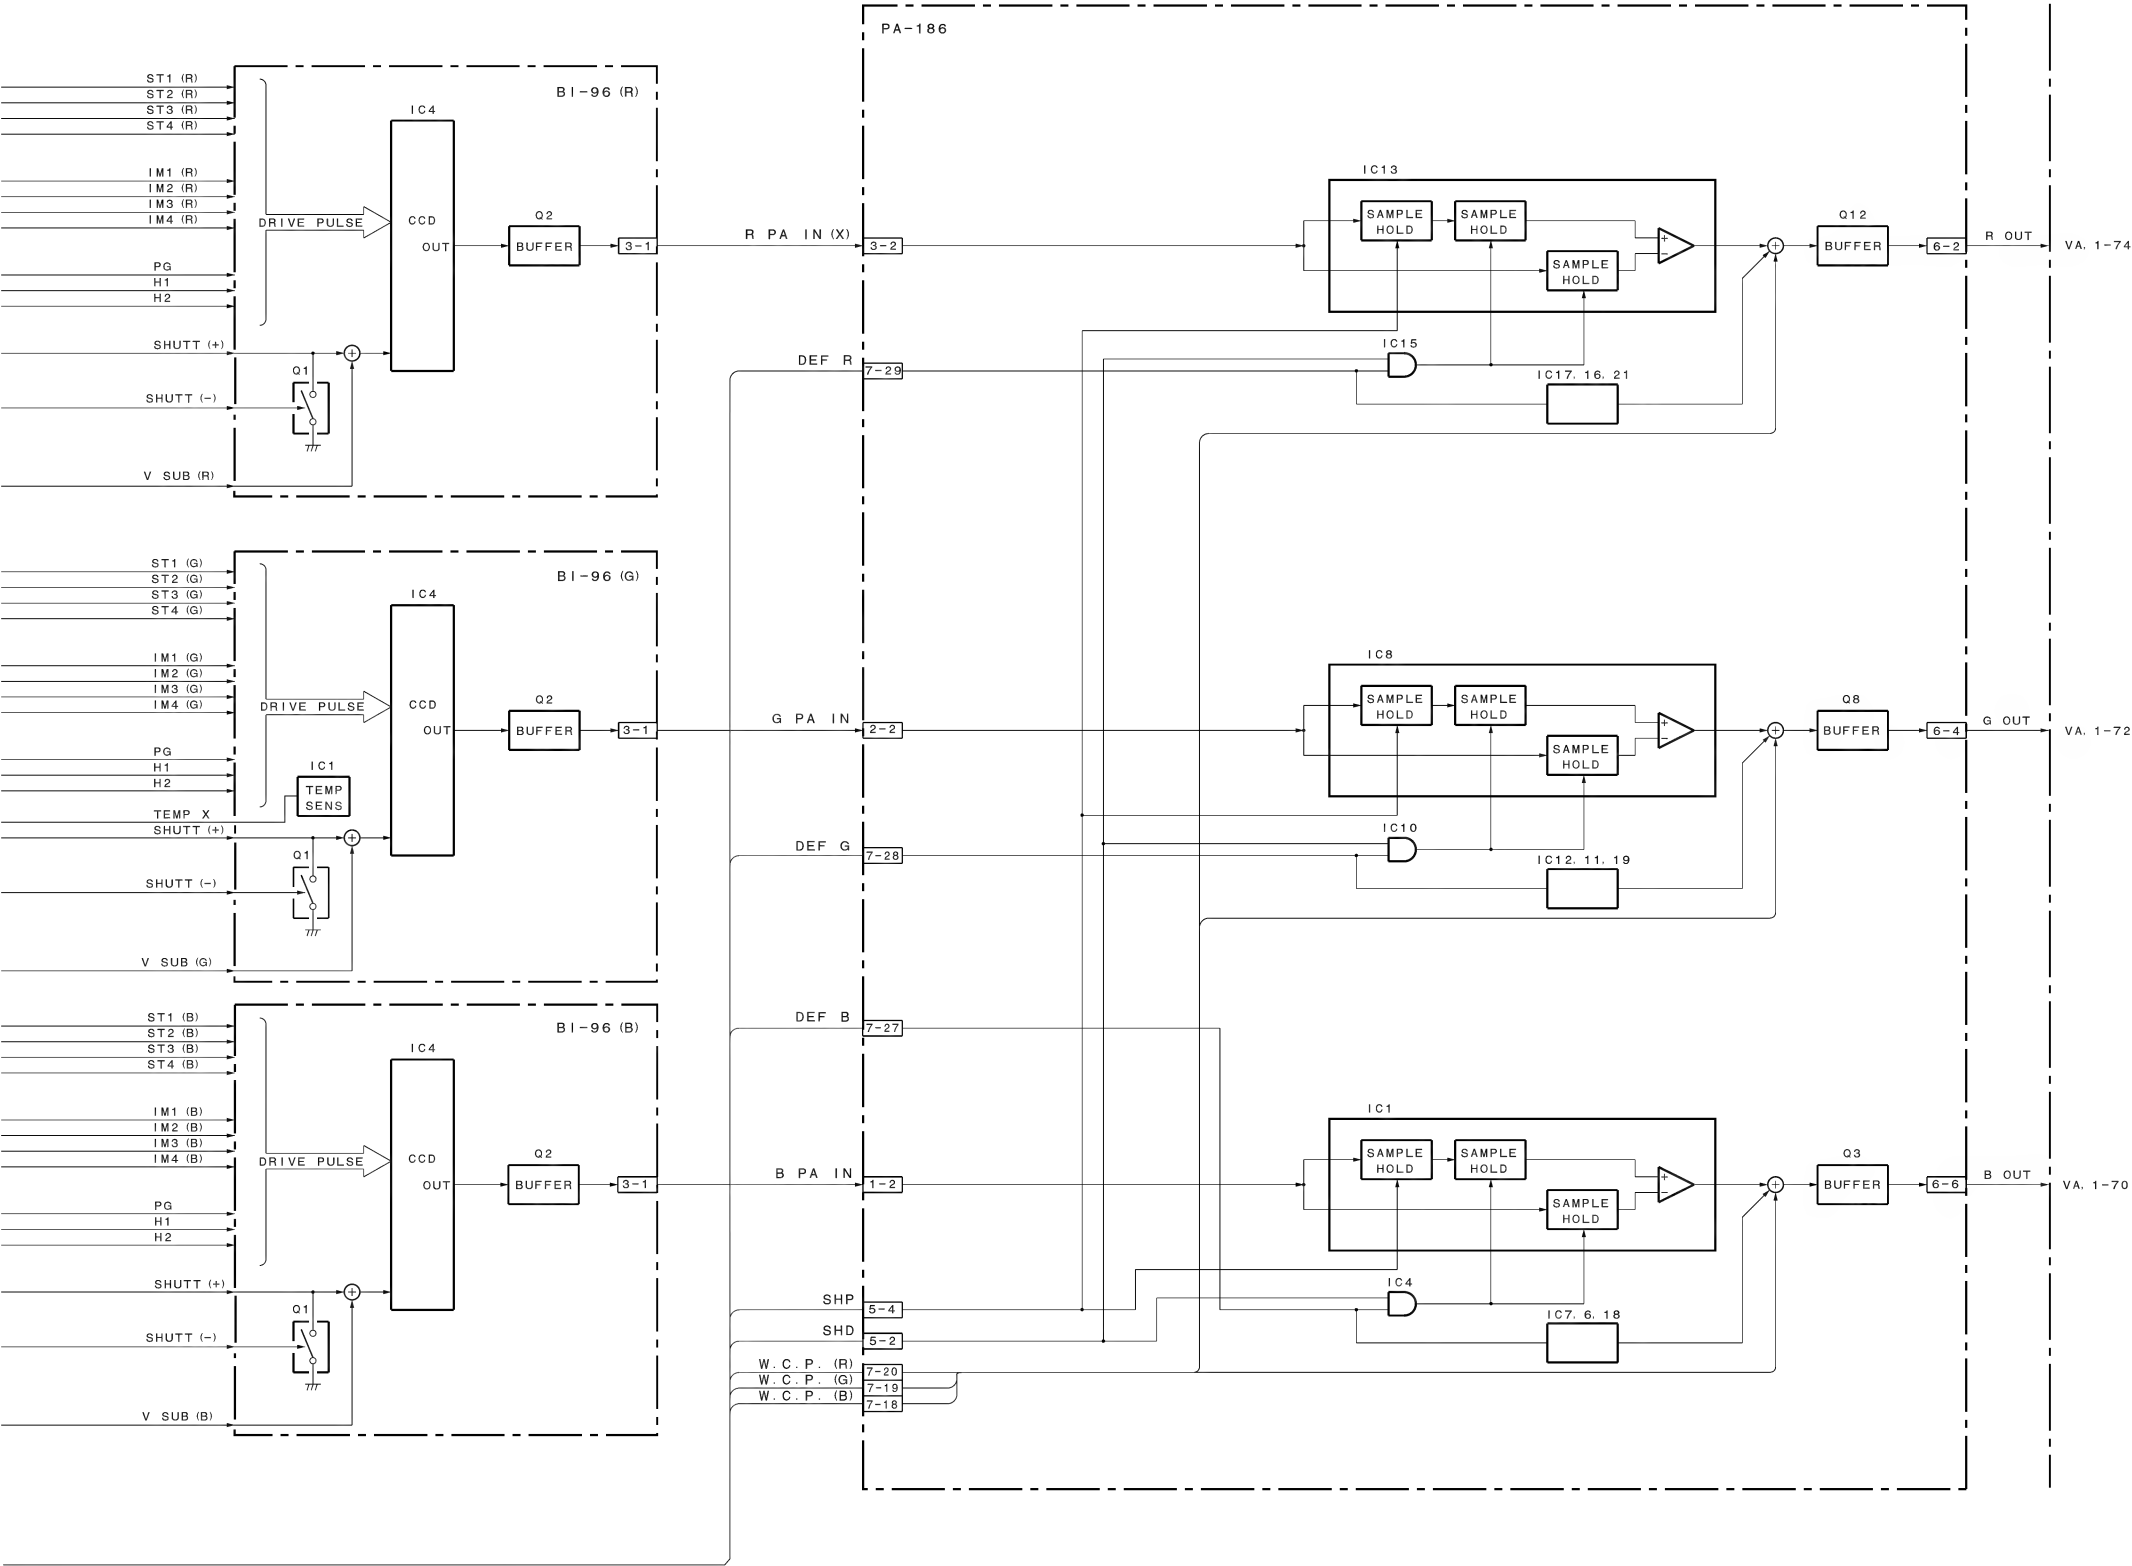 PA-186
ST1 (R)
ST2 (R)
ST3 (R)
ST4 (R)
IM1 (R)
IM2 (R)
IM3 (R)
IM4 (R)
PG
H1
H2
SHUTT (+)
SHUTT (-)
V SUB (R)
BI-96 (R)
IC4
DRIVE PULSE
CCD
OUT
Q2
BUFFER
3-1
Q1
R PA IN (X)
3-2
DEF R
7-29
IC13
SAMPLE
HOLD
SAMPLE
HOLD
SAMPLE
HOLD
+
-
IC15
IC17, 16, 21
Q12
BUFFER
6-2
R OUT
VA, 1-74
ST1 (G)
ST2 (G)
ST3 (G)
ST4 (G)
IM1 (G)
IM2 (G)
IM3 (G)
IM4 (G)
PG
H1
H2
TEMP X
SHUTT (+)
SHUTT (-)
V SUB (G)
BI-96 (G)
IC4
DRIVE PULSE
CCD
OUT
Q2
BUFFER
3-1
IC1
TEMP
SENS
Q1
G PA IN
2-2
DEF G
7-28
IC8
SAMPLE
HOLD
SAMPLE
HOLD
SAMPLE
HOLD
+
-
IC10
IC12, 11, 19
Q8
BUFFER
6-4
G OUT
VA, 1-72
ST1 (B)
ST2 (B)
ST3 (B)
ST4 (B)
IM1 (B)
IM2 (B)
IM3 (B)
IM4 (B)
PG
H1
H2
SHUTT (+)
SHUTT (-)
V SUB (B)
BI-96 (B)
IC4
DRIVE PULSE
CCD
OUT
Q2
BUFFER
3-1
Q1
DEF B
7-27
B PA IN
1-2
IC1
SAMPLE
HOLD
SAMPLE
HOLD
SAMPLE
HOLD
+
-
IC4
IC7, 6, 18
Q3
BUFFER
6-6
B OUT
VA, 1-70
SHP
5-4
SHD
5-2
W.C.P. (R)
7-20
W.C.P. (G)
7-19
W.C.P. (B)
7-18